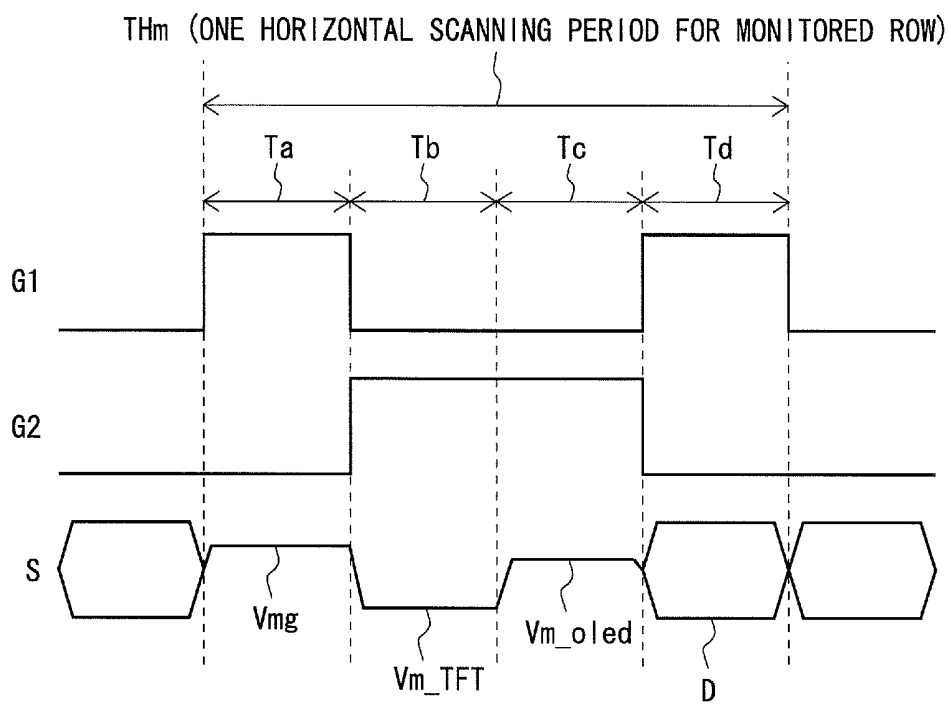 THm (ONE HORIZONTAL SCANNING PERIOD FOR MONITORED ROW)
Ta Tb Tc Td
G1
G2
S
Vmg
Vm_TFT
Vm_oled
D